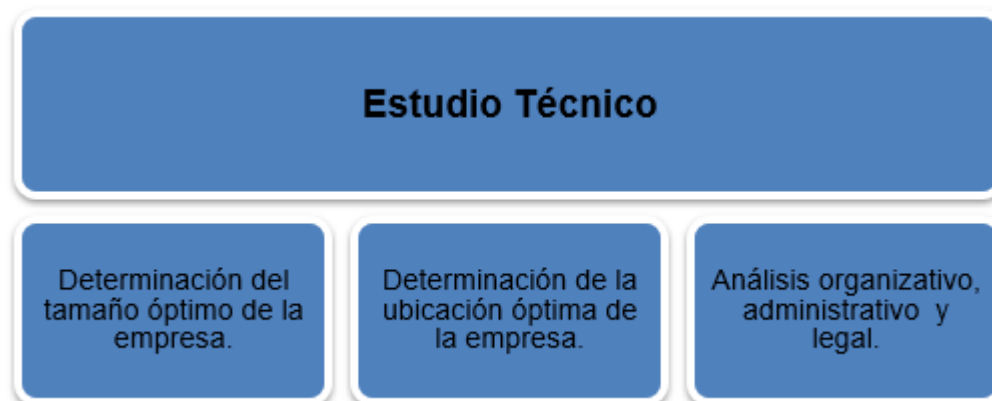 Estudio Técnico
Determinación del
tamaño óptimo de la
empresa.
Determinación de la
ubicación óptima de
la empresa.
Análisis organizativo,
administrativo y
legal.